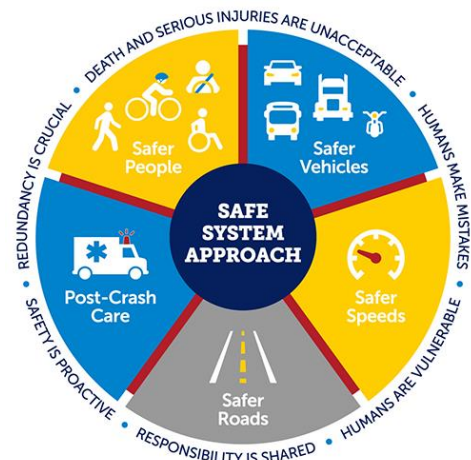 DEATH AND SERIOUS INJURIES ARE UNACCEPTABLE
HUMANS MAKE MISTAKES
HUMANS ARE VULNERABLE
RESPONSIBILITY IS SHARED
SAFETY IS PROACTIVE
REDUNDANCY IS CRUCIAL
Safer
People
Safer
Vehicles
SAFE
SYSTEM
APPROACH
Post-Crash
Care
Safer
Speeds
Safer
Roads